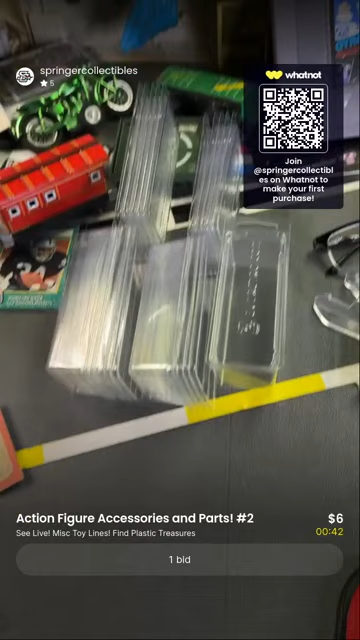 springercollectibles
★5
whatnot
Join
@springercollectibl
es on Whatnot to
make your first
purchase!
Action Figure Accessories and Parts! #2
$6
See Live! Misc Toy Lines! Find Plastic Treasures
00:42
1 bid